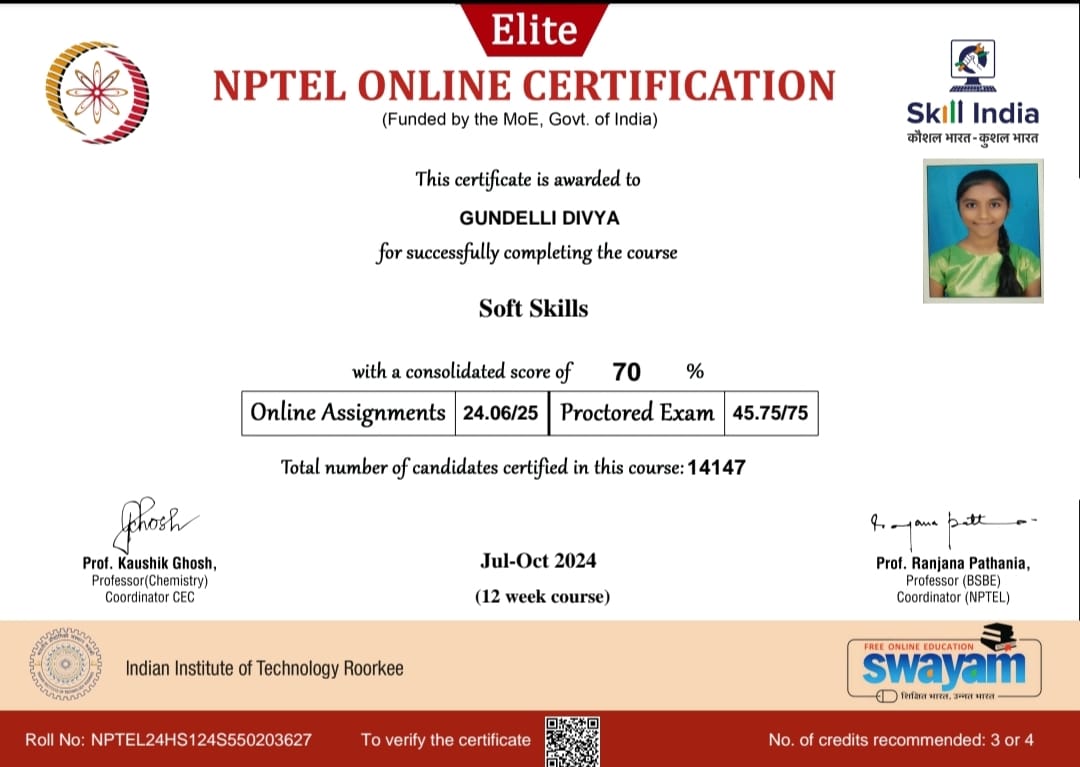 Elite
NPTEL ONLINE CERTIFICATION
(Funded by the MoE, Govt. of India)
Skill India
कौशल भारत - कुशल भारत
This certificate is awarded to
GUNDELLI DIVYA
for successfully completing the course
Soft Skills
with a consolidated score of 70 %
Online Assignments 24.06/25 Proctored Exam 45.75/75
Total number of candidates certified in this course: 14147
Prof. Kaushik Ghosh,
Professor(Chemistry)
Coordinator CEC
Jul-Oct 2024
(12 week course)
Prof. Ranjana Pathania,
Professor (BSBE)
Coordinator (NPTEL)
Indian Institute of Technology Roorkee
FREE ONLINE EDUCATION
swayam
शिक्षित भारत, उन्नत भारत
Roll No: NPTEL24HS124S550203627
To verify the certificate
No. of credits recommended: 3 or 4